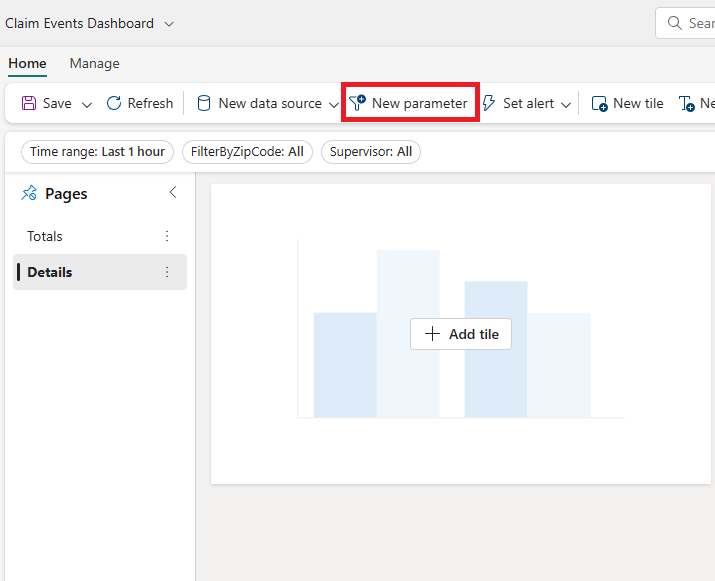 Claim Events Dashboard
Sear
Home Manage
Save Refresh New data source New parameter Set alert New tile Ne
Time range: Last 1 hour FilterByZipCode: All Supervisor: All
Pages
Totals
Details
Add tile